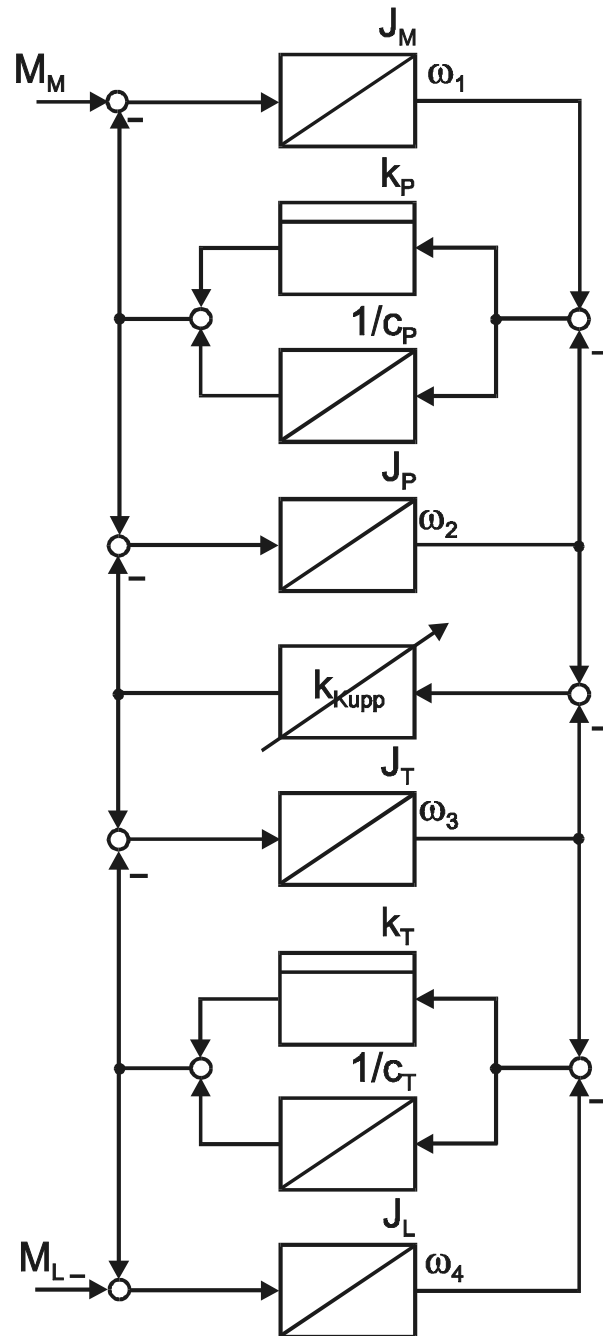 J_M
M_M
ω_1
–
k_P
1/c_P
–
J_P
ω_2
–
k_Kupp
–
J_T
ω_3
–
k_T
1/c_T
–
J_L
M_L –
ω_4